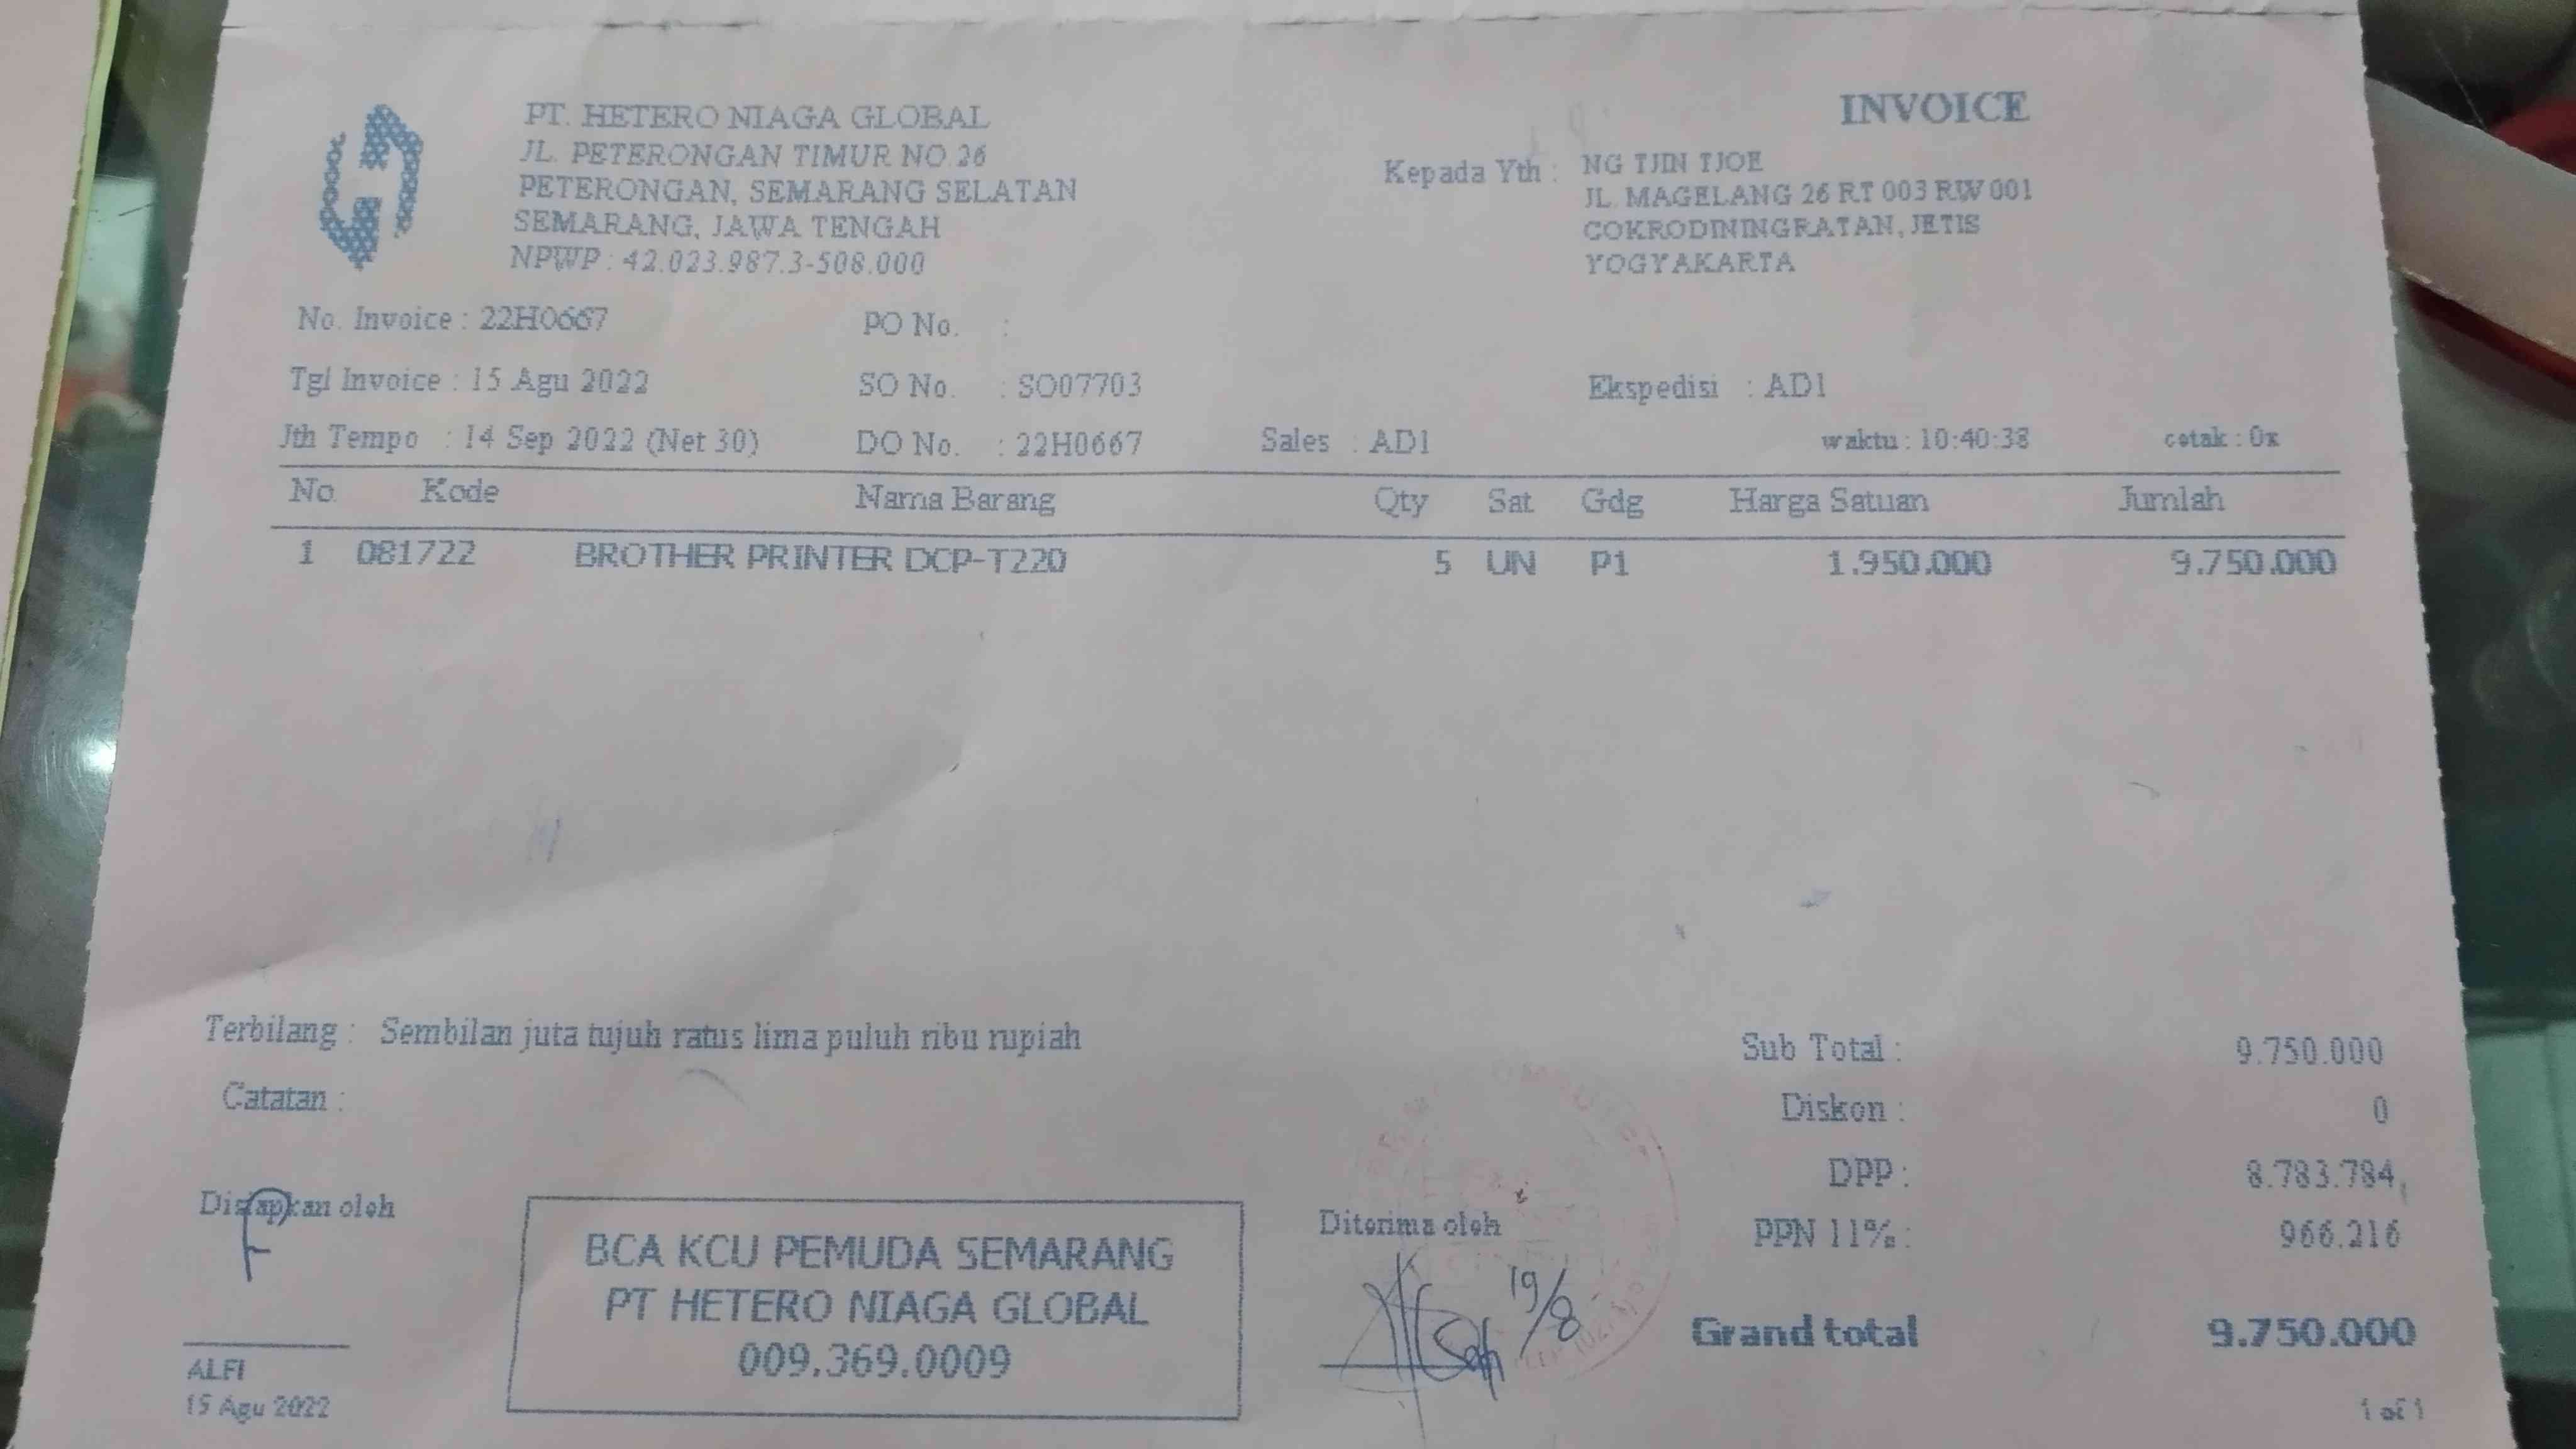 PT. HETERO NIAGA GLOBAL
JL. PETERONGAN TIMUR NO.26
PETERONGAN, SEMARANG SELATAN
SEMARANG, JAWA TENGAH
NPWP : 42.023.987.3-508.000
INVOICE
Kepada Yth : NG TJIN TJOE
JL. MAGELANG 26 RT 003 RW 001
COKRODININGRATAN, JETIS
YOGYAKARTA
No. Invoice : 22H0667 PO No. :
Tgl Invoice : 15 Agu 2022 SO No. : SO07703 Ekspedisi : AD1
Jth Tempo : 14 Sep 2022 (Net 30) DO No. : 22H0667 Sales : AD1 waktu : 10:40:38 cetak : 0x
No Kode Nama Barang Qty Sat Gdg Harga Satuan Jumlah
1 081722 BROTHER PRINTER DCP-T220 5 UN P1 1.950.000 9.750.000
Terbilang : Sembilan juta tujuh ratus lima puluh ribu rupiah
Catatan :
Sub Total : 9.750.000
Diskon : 0
DPP : 8.783.784
PPN 11% : 966.216
Grand total 9.750.000
Disiapkan oleh
ALFI
15 Agu 2022
BCA KCU PEMUDA SEMARANG
PT HETERO NIAGA GLOBAL
009.369.0009
Diterima oleh
19/8
1 of 1